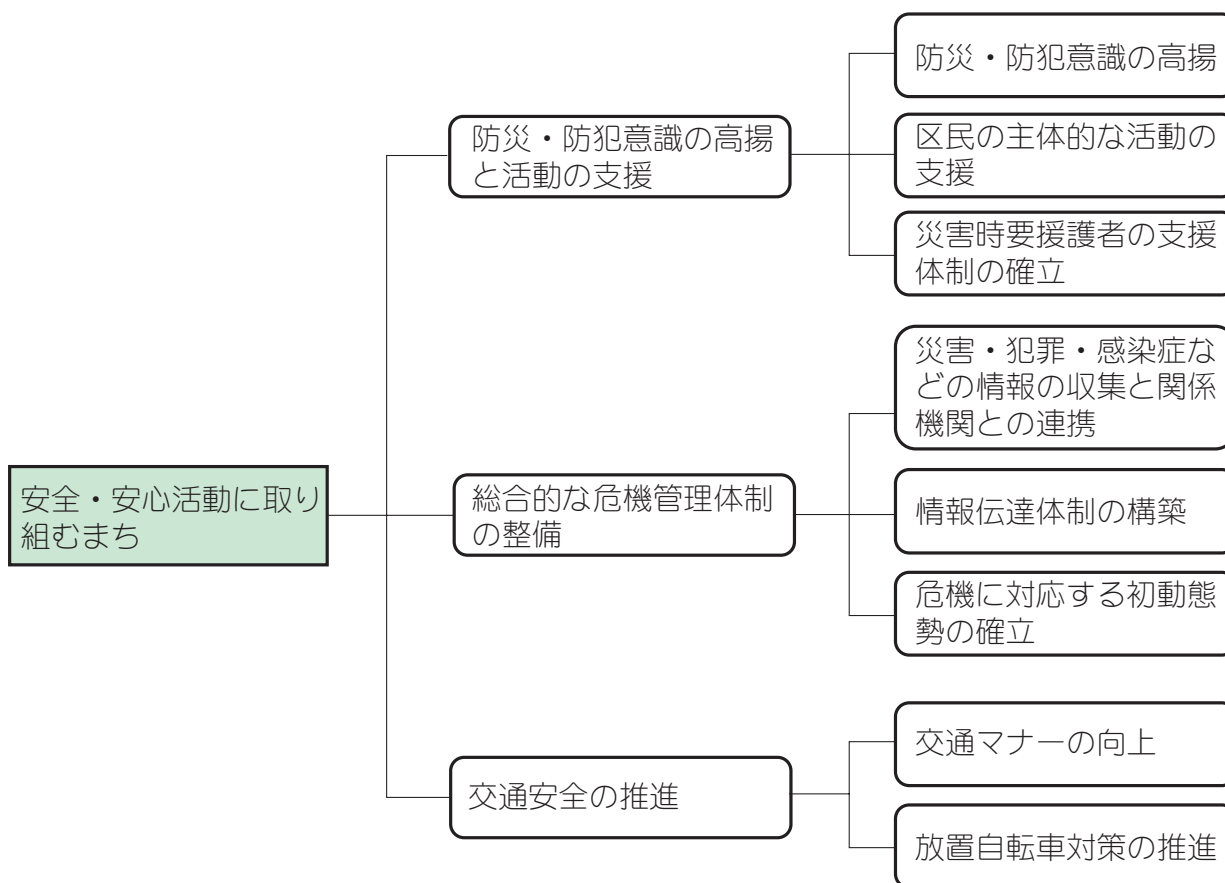 安全・安心活動に取り
組むまち
防災・防犯意識の高揚
と活動の支援
防災・防犯意識の高揚
区民の主体的な活動の
支援
災害時要援護者の支援
体制の確立
総合的な危機管理体制
の整備
災害・犯罪・感染症な
どの情報の収集と関係
機関との連携
情報伝達体制の構築
危機に対応する初動態
勢の確立
交通安全の推進
交通マナーの向上
放置自転車対策の推進